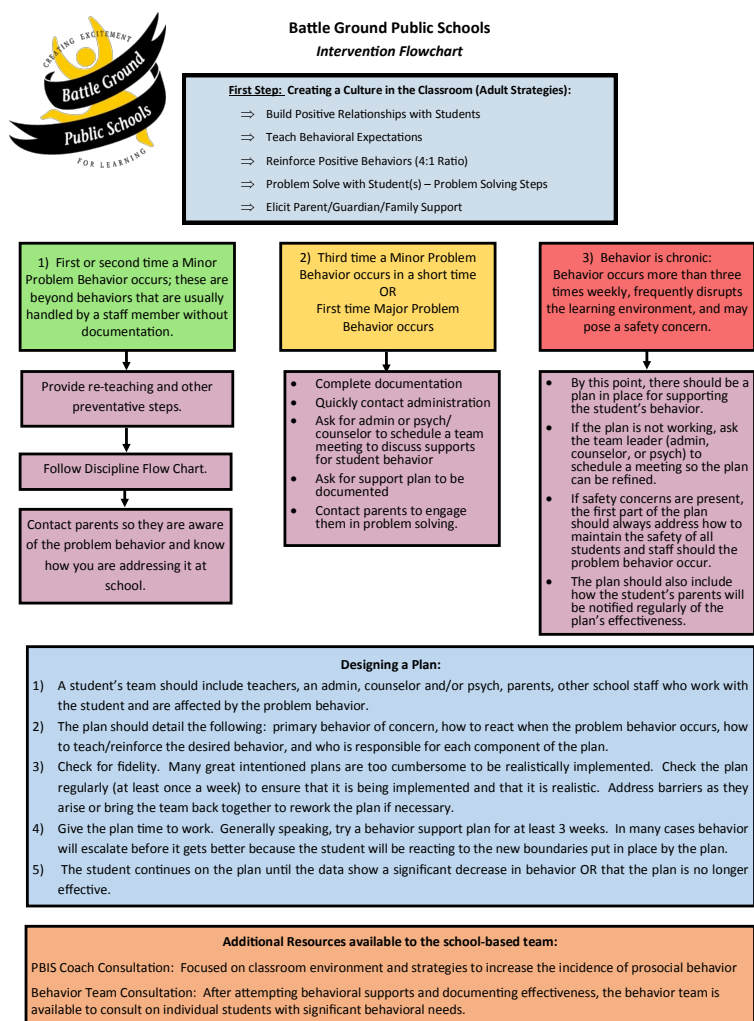 CREATING EXCITEMENT
Battle Ground
Public Schools
FOR LEARNING
Battle Ground Public Schools
Intervention Flowchart
First Step: Creating a Culture in the Classroom (Adult Strategies):
⇒ Build Positive Relationships with Students
⇒ Teach Behavioral Expectations
⇒ Reinforce Positive Behaviors (4:1 Ratio)
⇒ Problem Solve with Student(s) – Problem Solving Steps
⇒ Elicit Parent/Guardian/Family Support
1) First or second time a Minor
Problem Behavior occurs; these are
beyond behaviors that are usually
handled by a staff member without
documentation.
Provide re-teaching and other
preventative steps.
Follow Discipline Flow Chart.
Contact parents so they are aware
of the problem behavior and know
how you are addressing it at
school.
2) Third time a Minor Problem
Behavior occurs in a short time
OR
First time Major Problem
Behavior occurs
• Complete documentation
• Quickly contact administration
• Ask for admin or psych/
counselor to schedule a team
meeting to discuss supports
for student behavior
• Ask for support plan to be
documented
• Contact parents to engage
them in problem solving.
3) Behavior is chronic:
Behavior occurs more than three
times weekly, frequently disrupts
the learning environment, and may
pose a safety concern.
• By this point, there should be a
plan in place for supporting
the student's behavior.
• If the plan is not working, ask
the team leader (admin,
counselor, or psych) to
schedule a meeting so the plan
can be refined.
• If safety concerns are present,
the first part of the plan
should always address how to
maintain the safety of all
students and staff should the
problem behavior occur.
• The plan should also include
how the student's parents will
be notified regularly of the
plan's effectiveness.
Designing a Plan:
1) A student's team should include teachers, an admin, counselor and/or psych, parents, other school staff who work with
the student and are affected by the problem behavior.
2) The plan should detail the following: primary behavior of concern, how to react when the problem behavior occurs, how
to teach/reinforce the desired behavior, and who is responsible for each component of the plan.
3) Check for fidelity. Many great intentioned plans are too cumbersome to be realistically implemented. Check the plan
regularly (at least once a week) to ensure that it is being implemented and that it is realistic. Address barriers as they
arise or bring the team back together to rework the plan if necessary.
4) Give the plan time to work. Generally speaking, try a behavior support plan for at least 3 weeks. In many cases behavior
will escalate before it gets better because the student will be reacting to the new boundaries put in place by the plan.
5) The student continues on the plan until the data show a significant decrease in behavior OR that the plan is no longer
effective.
Additional Resources available to the school-based team:
PBIS Coach Consultation: Focused on classroom environment and strategies to increase the incidence of prosocial behavior
Behavior Team Consultation: After attempting behavioral supports and documenting effectiveness, the behavior team is
available to consult on individual students with significant behavioral needs.